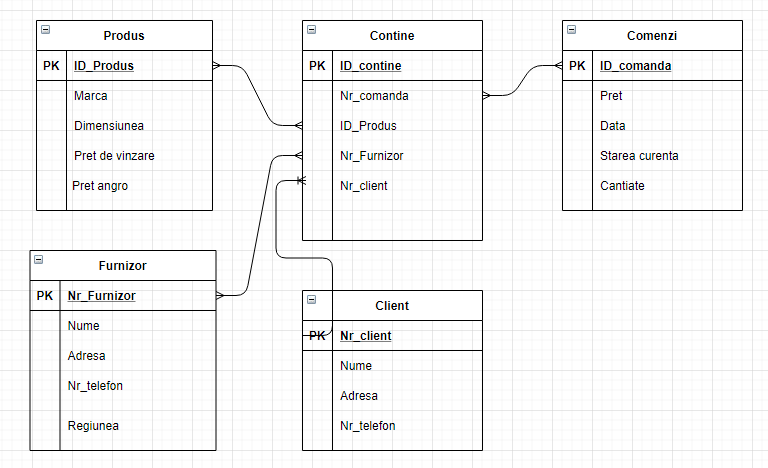 Produs
PK ID_Produs
Marca
Dimensiunea
Pret de vinzare
Pret angro
Contine
PK ID_contine
Nr_comanda
ID_Produs
Nr_Furnizor
Nr_client
Comenzi
PK ID_comanda
Pret
Data
Starea curenta
Cantiate
Furnizor
PK Nr_Furnizor
Nume
Adresa
Nr_telefon
Regiunea
Client
PK Nr_client
Nume
Adresa
Nr_telefon